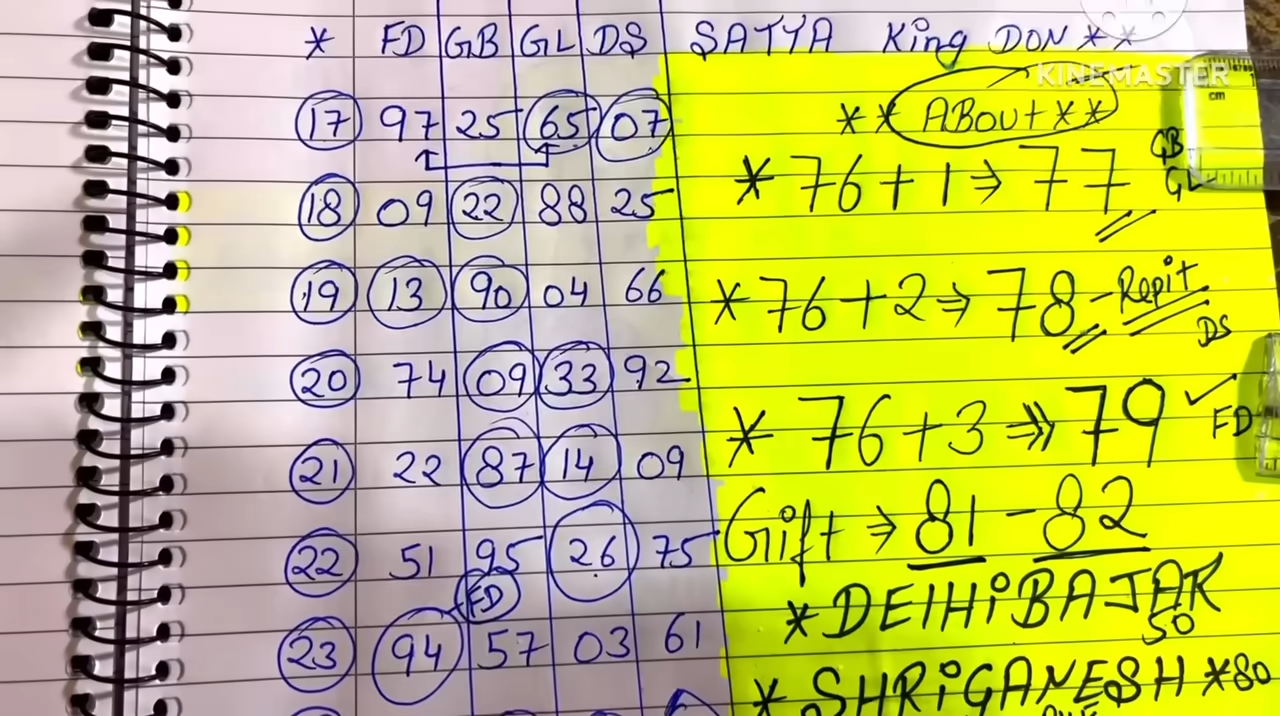 * FD GB GL DS SATYA King DON **
KINEMASTER
cm
17 97 25 65 07
** ABOut **
* 76+1⇒77 GB GL
18 09 22 88 25
19 13 90 04 66
* 76+2⇒78 - Repit DS
20 74 09 33 92
* 76+3⇒79 ✓ FD
21 22 87 14 09
Gift ⇒ 81 - 82
22 51 95 26 75
FD
* DElHiBAJAR
50
23 94 57 03 61
* SHRiGANESH *80